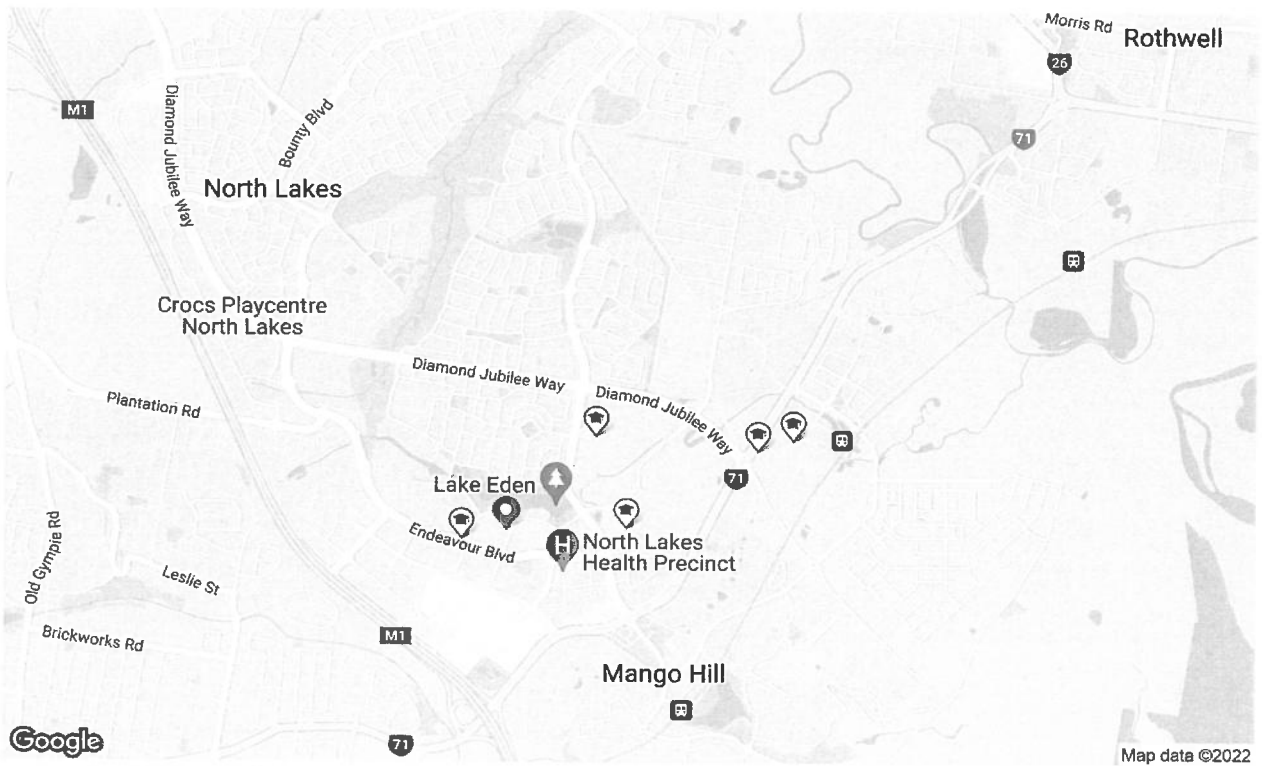 Morris Rd
Rothwell
26
M1
Diamond Jubilee Way
Bounty Blvd
71
North Lakes
Crocs Playcentre
North Lakes
Diamond Jubilee Way
Diamond Jubilee Way
Plantation Rd
71
Lake Eden
Endeavour Blvd
H
North Lakes
Health Precinct
Old Gympie Rd
Leslie St
Brickworks Rd
M1
Mango Hill
Google
71
Map data ©2022